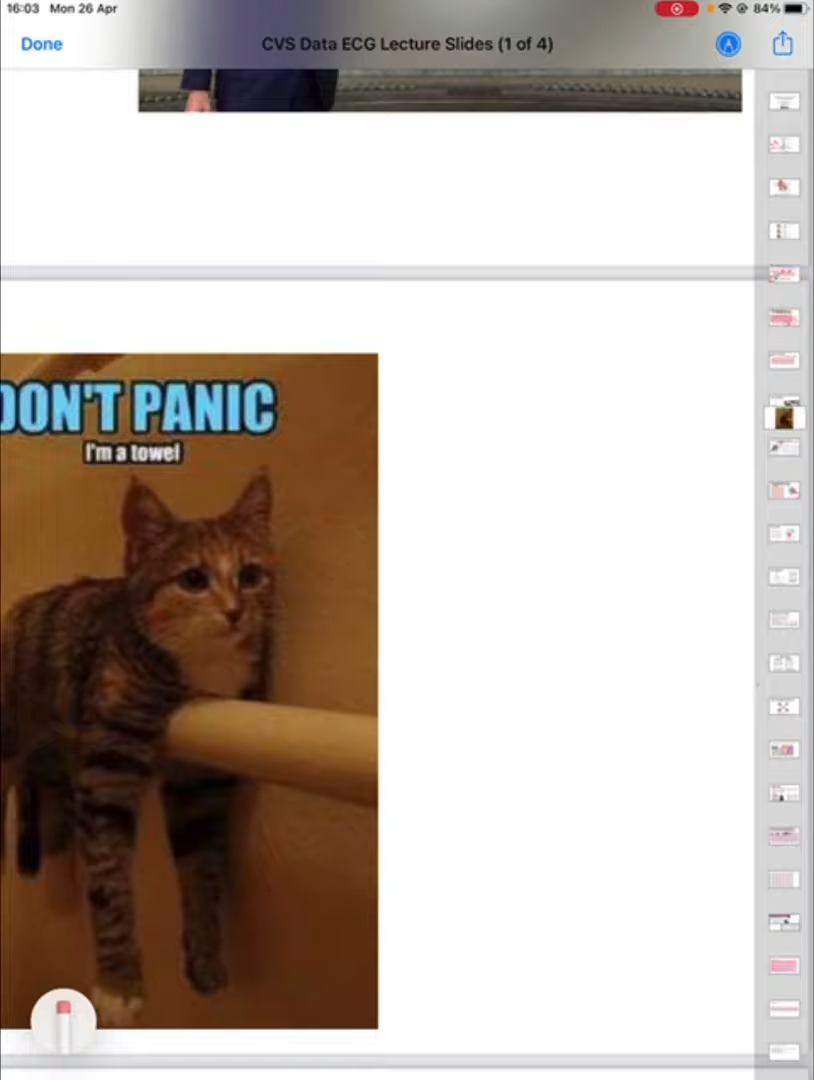 16:03 Mon 26 Apr 84%
Done CVS Data ECG Lecture Slides (1 of 4)
DON'T PANIC
I'm a towel